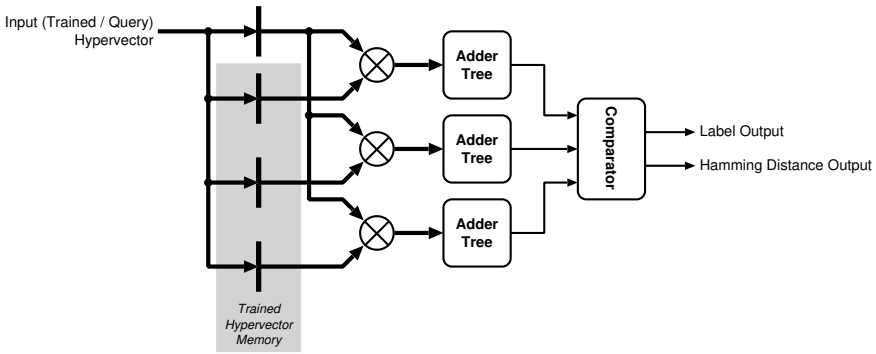 Input (Trained / Query)
Hypervector
Adder
Tree
Adder
Tree
Adder
Tree
Comparator
Label Output
Hamming Distance Output
Trained
Hypervector
Memory